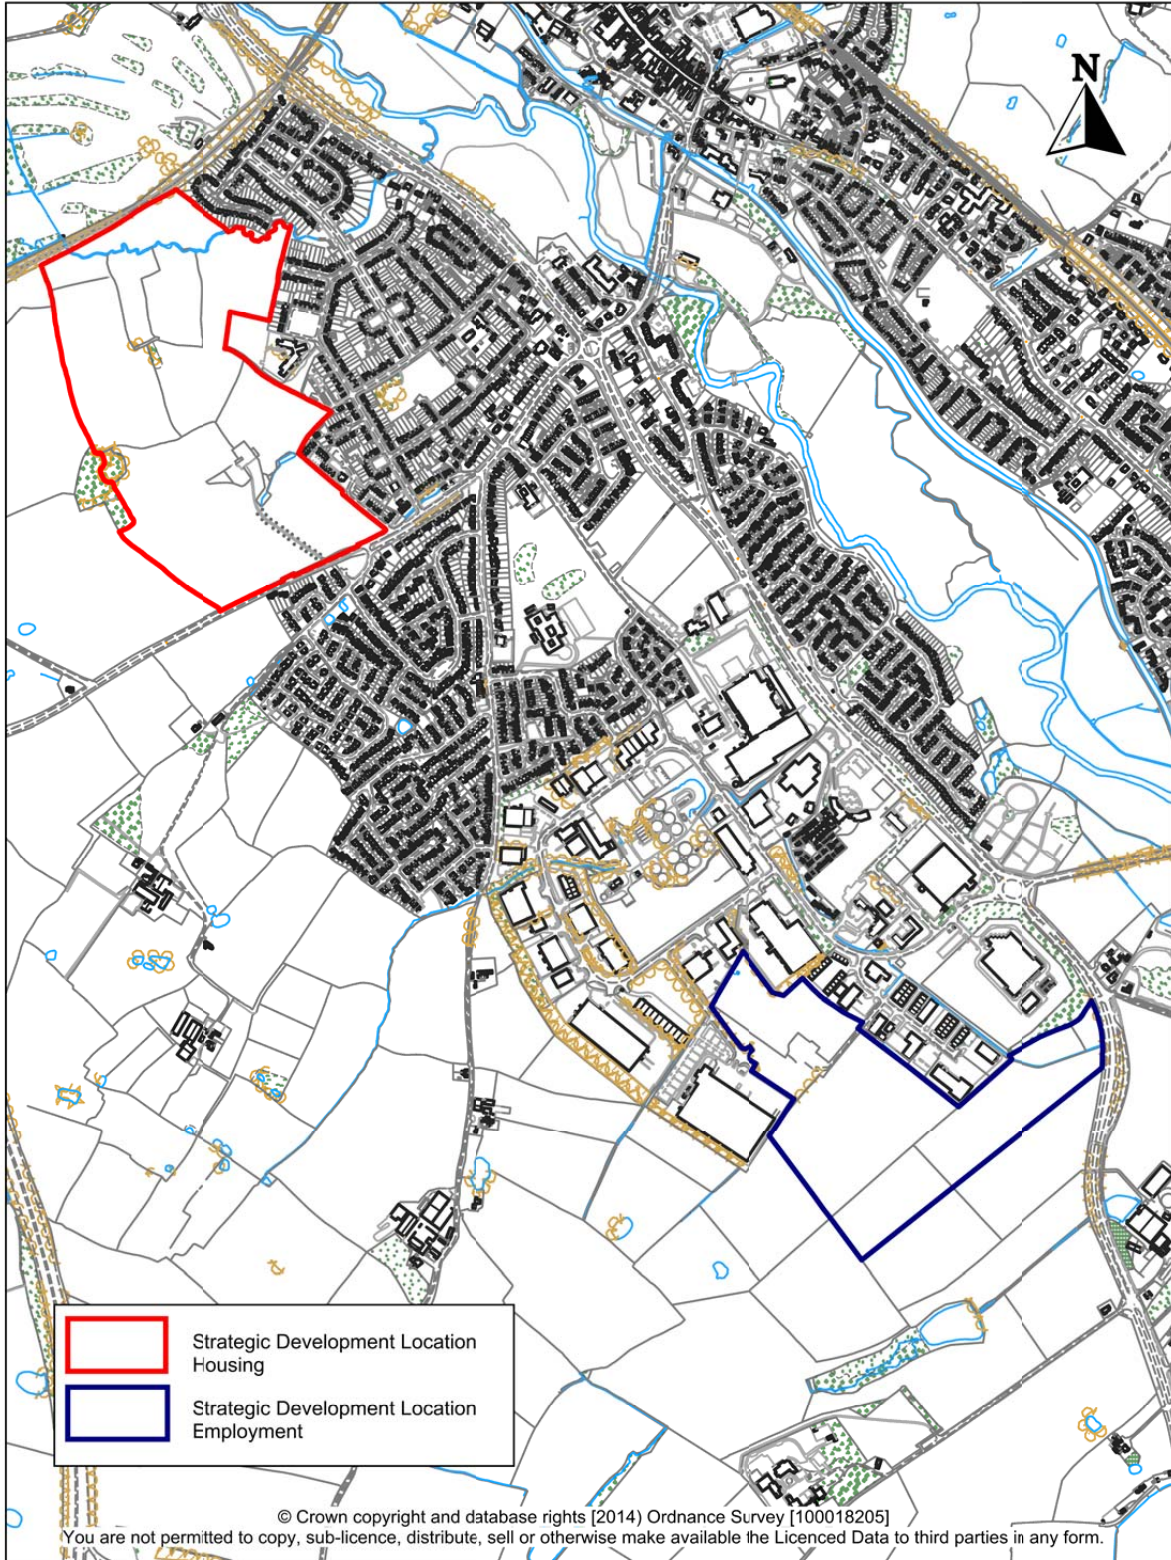 N
Strategic Development Location
Housing
Strategic Development Location
Employment
© Crown copyright and database rights [2014) Ordnance Survey [100018205]
You are not permitted to copy, sub-licence, distribute, sell or otherwise make available the Licenced Data to third parties in any form.